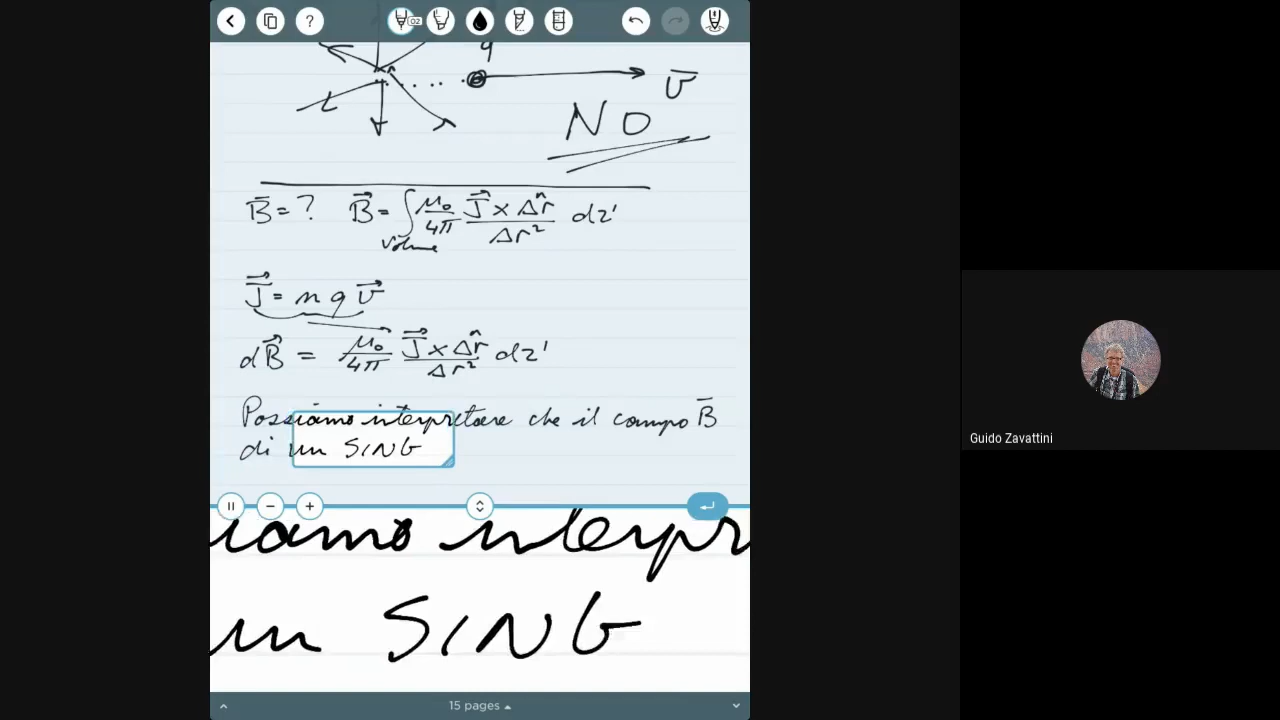 ?
02
q
v̅
NO
B̅ = ? B⃗ = ∫ μ₀/4π J⃗ × Δr̂ / Δr² dτ'
Volume
J⃗ = n q v⃗
dB⃗ = μ₀/4π J⃗ × Δr̂ / Δr² dτ'
Possiamo interpretare che il campo B̅
di un SING
iamo interpr
un SING
15 pages
Guido Zavattini